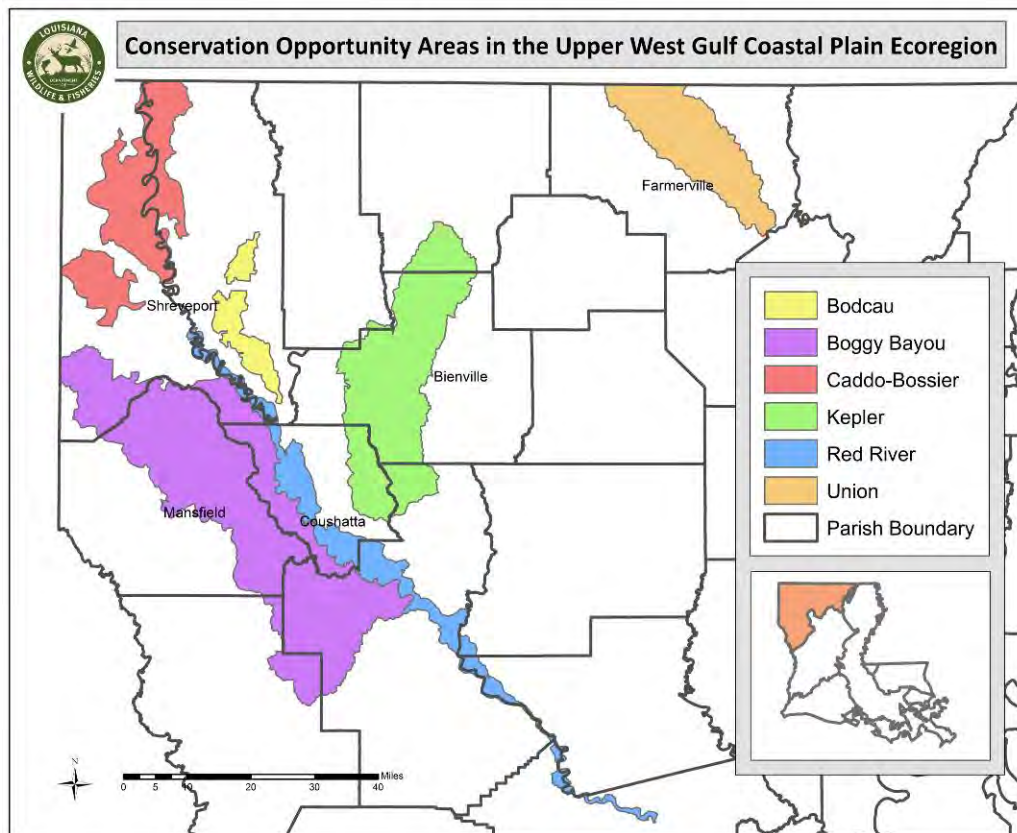 LOUISIANA
WILDLIFE & FISHERIES
Conservation Opportunity Areas in the Upper West Gulf Coastal Plain Ecoregion
Farmerville
Shreveport
Bienville
Mansfield
Coushatta
Bodcau
Boggy Bayou
Caddo-Bossier
Kepler
Red River
Union
Parish Boundary
Miles
0 5 10 20 30 40